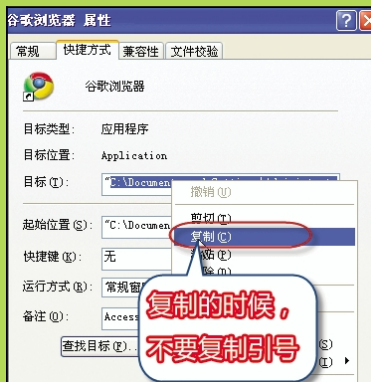 谷歌浏览器 属性
常规 快捷方式 兼容性 文件校验
谷歌浏览器
目标类型: 应用程序
目标位置: Application
目标(T): "C:\Documen
撤销(U)
剪切(T)
起始位置(S): "C:\Documen
复制(C)
快捷键(K): 无
(P)
(D)
运行方式(R): 常规窗
备注(O): Access
查找目标(F)..
(S)
(I)
复制的时候，
不要复制引号